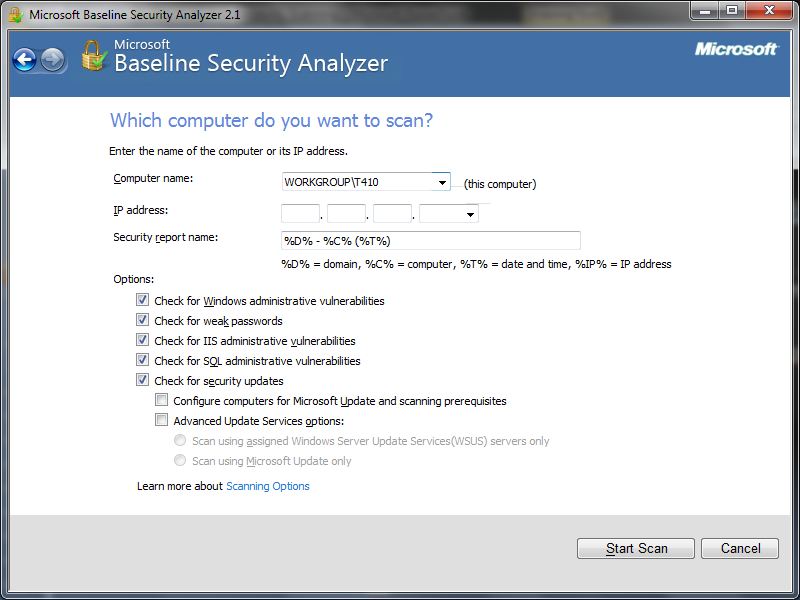 Microsoft Baseline Security Analyzer 2.1
Microsoft
Baseline Security Analyzer
Microsoft
Which computer do you want to scan?
Enter the name of the computer or its IP address.
Computer name: WORKGROUP\T410 (this computer)
IP address: . . .
Security report name: %D% - %C% (%T%)
%D% = domain, %C% = computer, %T% = date and time, %IP% = IP address
Options:
Check for Windows administrative vulnerabilities
Check for weak passwords
Check for IIS administrative vulnerabilities
Check for SQL administrative vulnerabilities
Check for security updates
Configure computers for Microsoft Update and scanning prerequisites
Advanced Update Services options:
Scan using assigned Windows Server Update Services(WSUS) servers only
Scan using Microsoft Update only
Learn more about Scanning Options
Start Scan Cancel